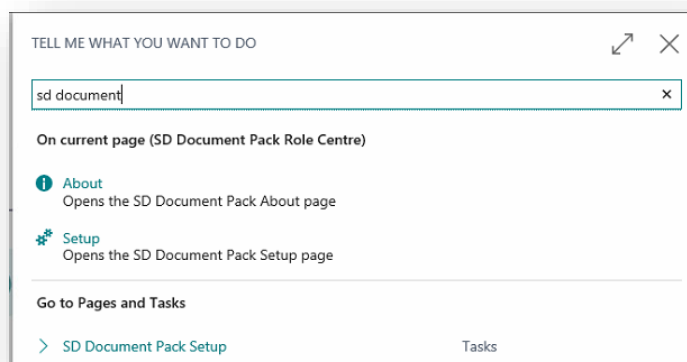 TELL ME WHAT YOU WANT TO DO
sd document
On current page (SD Document Pack Role Centre)
About
Opens the SD Document Pack About page
Setup
Opens the SD Document Pack Setup page
Go to Pages and Tasks
SD Document Pack Setup Tasks